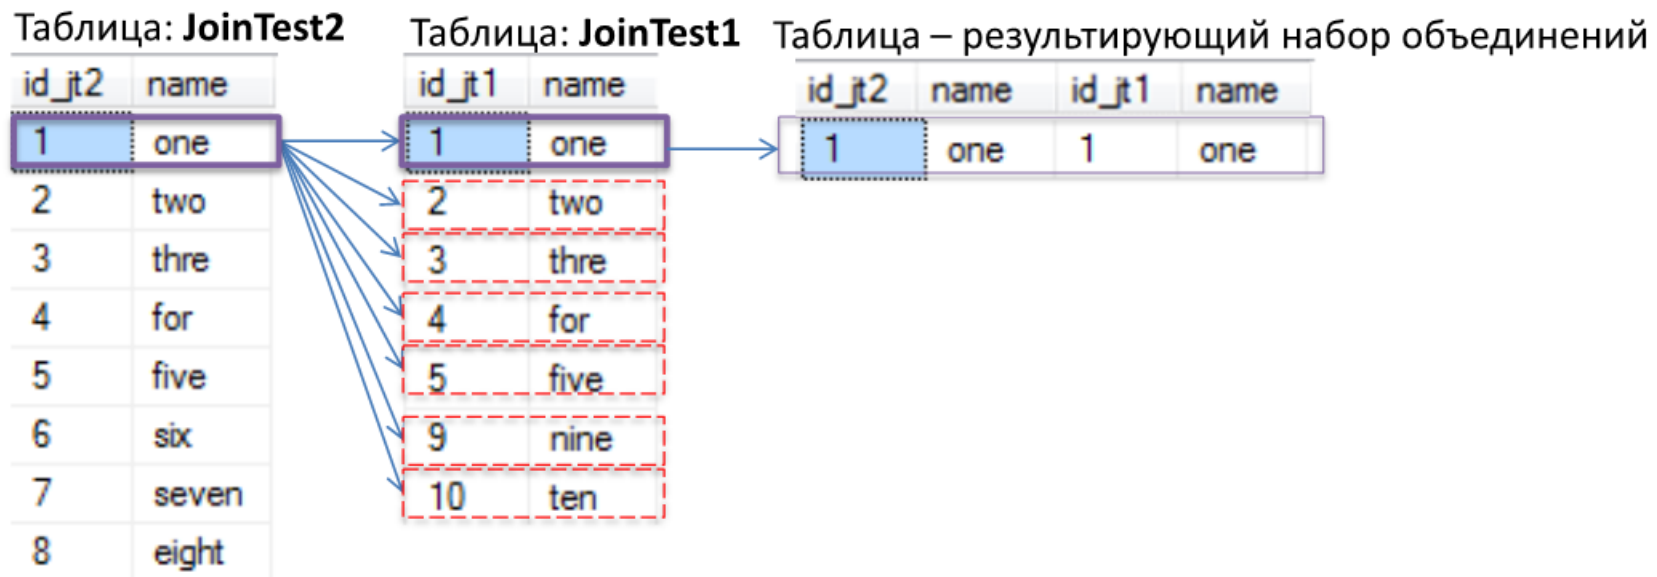 Таблица: JoinTest2
id_jt2 name
1 one
2 two
3 thre
4 for
5 five
6 six
7 seven
8 eight
Таблица: JoinTest1
id_jt1 name
1 one
2 two
3 thre
4 for
5 five
9 nine
10 ten
Таблица – результирующий набор объединений
id_jt2 name id_jt1 name
1 one 1 one